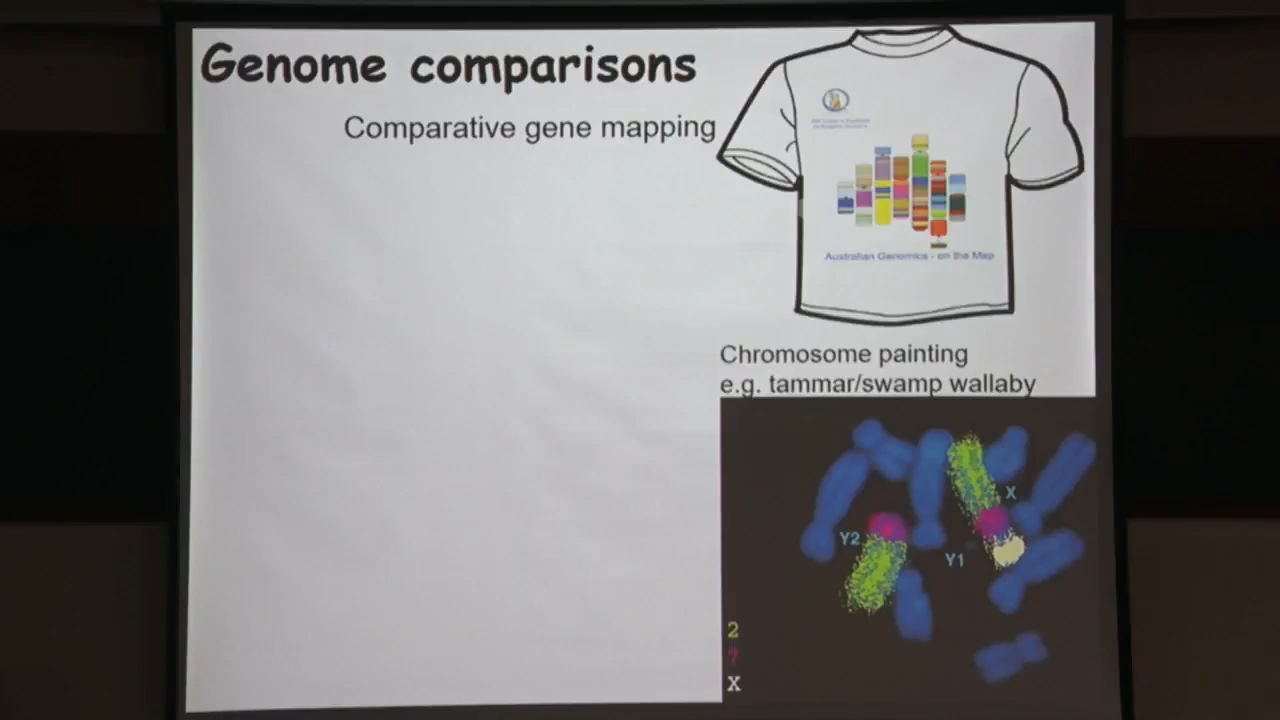 Genome comparisons
Comparative gene mapping
Australian Genomics - on the Map
Chromosome painting
e.g. tammar/swamp wallaby
X
Y2
Y1
2
7
X